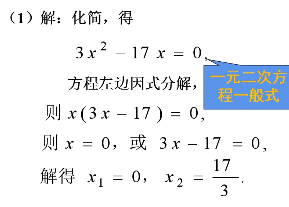 (1) 解：化简，得
3x² − 17x = 0,
一元二次方
程一般式
方程左边因式分解，
则 x(3x − 17) = 0,
则 x = 0，或 3x − 17 = 0,
解得 x₁ = 0， x₂ = 17/3.